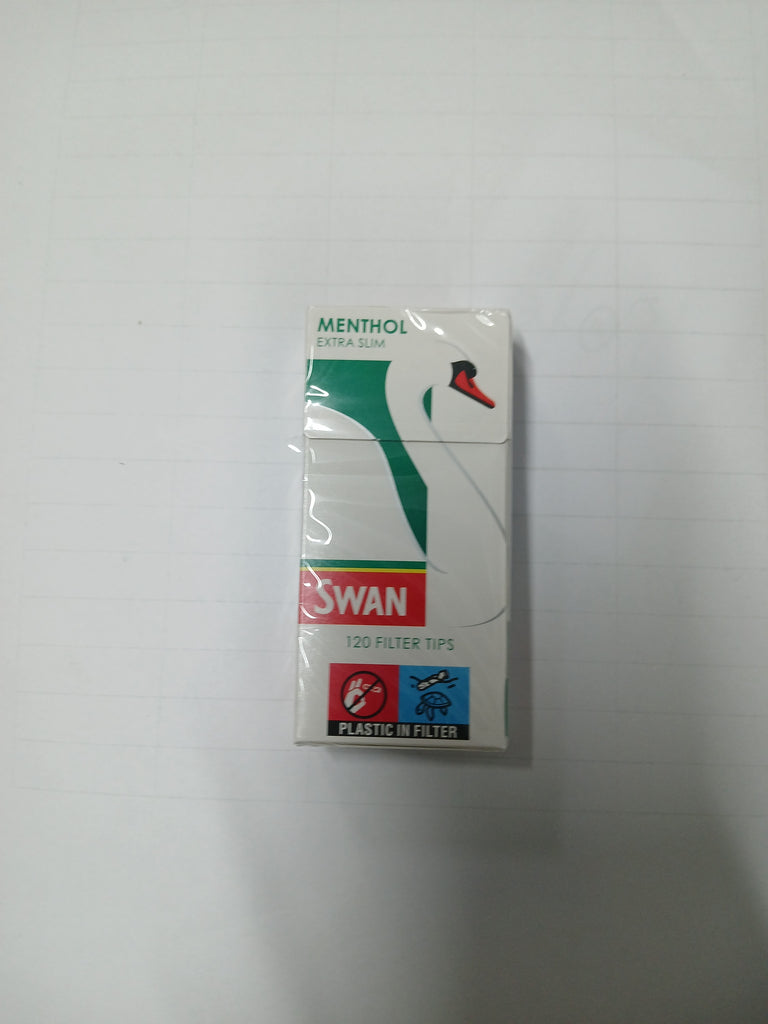 MENTHOL
EXTRA SLIM
SWAN
120 FILTER TIPS
PLASTIC IN FILTER